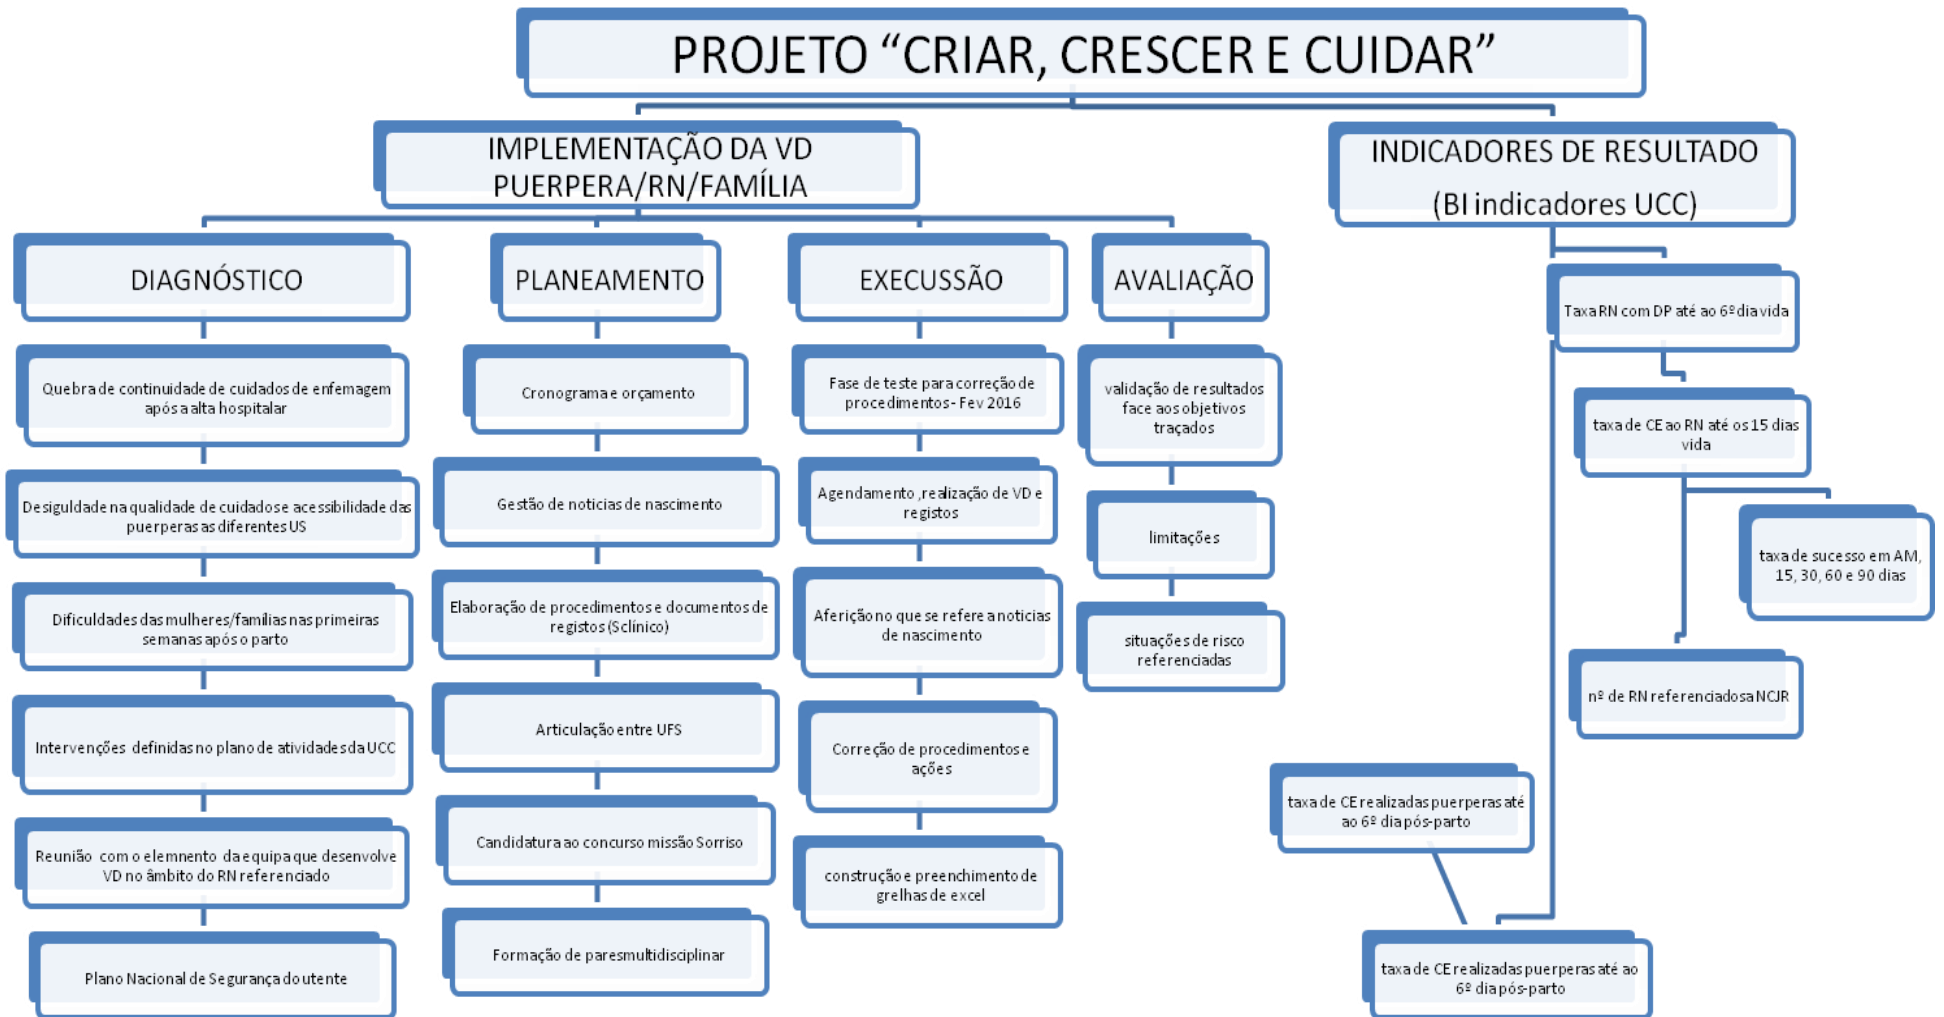 PROJETO “CRIAR, CRESCER E CUIDAR”
IMPLEMENTAÇÃO DA VD
PUERPERA/RN/FAMÍLIA
DIAGNÓSTICO
Quebra de continuidade de cuidados de enfemagem
após a alta hospitalar
Desiguldade na qualidade de cuidados e acessibilidade das
puerperas as diferentes US
Dificuldades das mulheres/famílias nas primeiras
semanas após o parto
Intervenções definidas no plano de atividades da UCC
Reunião com o elemnento da equipa que desenvolve
VD no âmbito do RN referenciado
Plano Nacional de Segurança do utente
PLANEAMENTO
Cronograma e orçamento
Gestão de noticias de nascimento
Elaboração de procedimentos e documentos de
registos (Sclínico)
Articulação entre UFS
Candidatura ao concurso missão Sorriso
Formação de pares multidisciplinar
EXECUSSÃO
Fase de teste para correção de
procedimentos - Fev 2016
Agendamento ,realização de VD e
registos
Aferição no que se refere a noticias
de nascimento
Correção de procedimentos e
ações
construção e preenchimento de
grelhas de excel
AVALIAÇÃO
validação de resultados
face aos objetivos
traçados
limitações
situações de risco
referenciadas
INDICADORES DE RESULTADO
(BI indicadores UCC)
Taxa RN com DP até ao 6º dia vida
taxa de CE ao RN até os 15 dias
vida
taxa de sucesso em AM,
15, 30, 60 e 90 dias
nº de RN referenciados a NCJR
taxa de CE realizadas puerperas até
ao 6º dia pós-parto
taxa de CE realizadas puerperas até ao
6º dia pós-parto